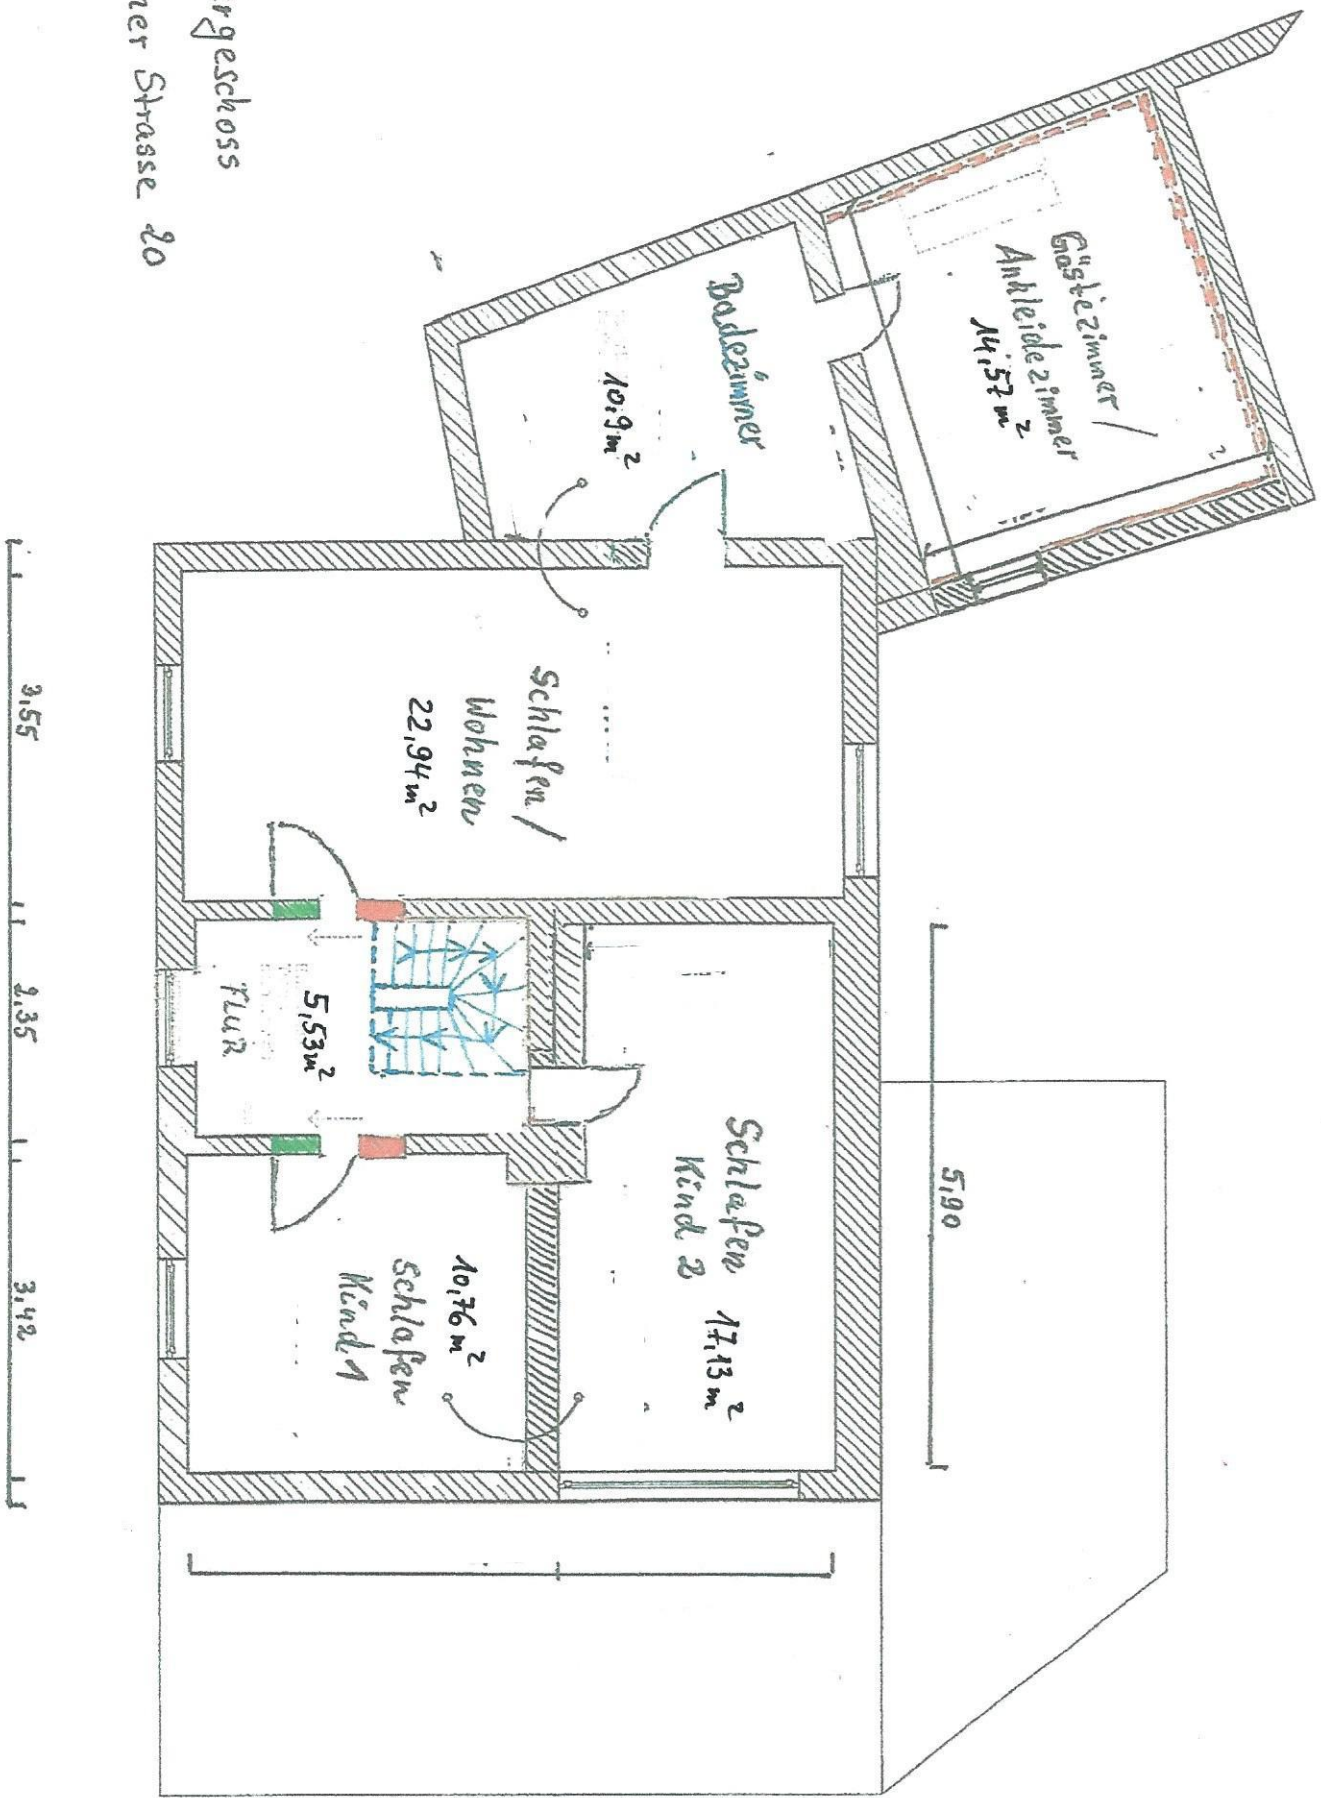 Gästezimmer /
Ankleidezimmer
14,57 m²
Badezimmer
10,9 m²
Schlafen /
Wohnen
22,94 m²
Schlafen
Kind 2
17,13 m²
5,53 m²
FLUR
10,76 m²
Schlafen
Kind 1
5,90
3,55
2,35
3,42
rgeschoss
ner Strasse 20